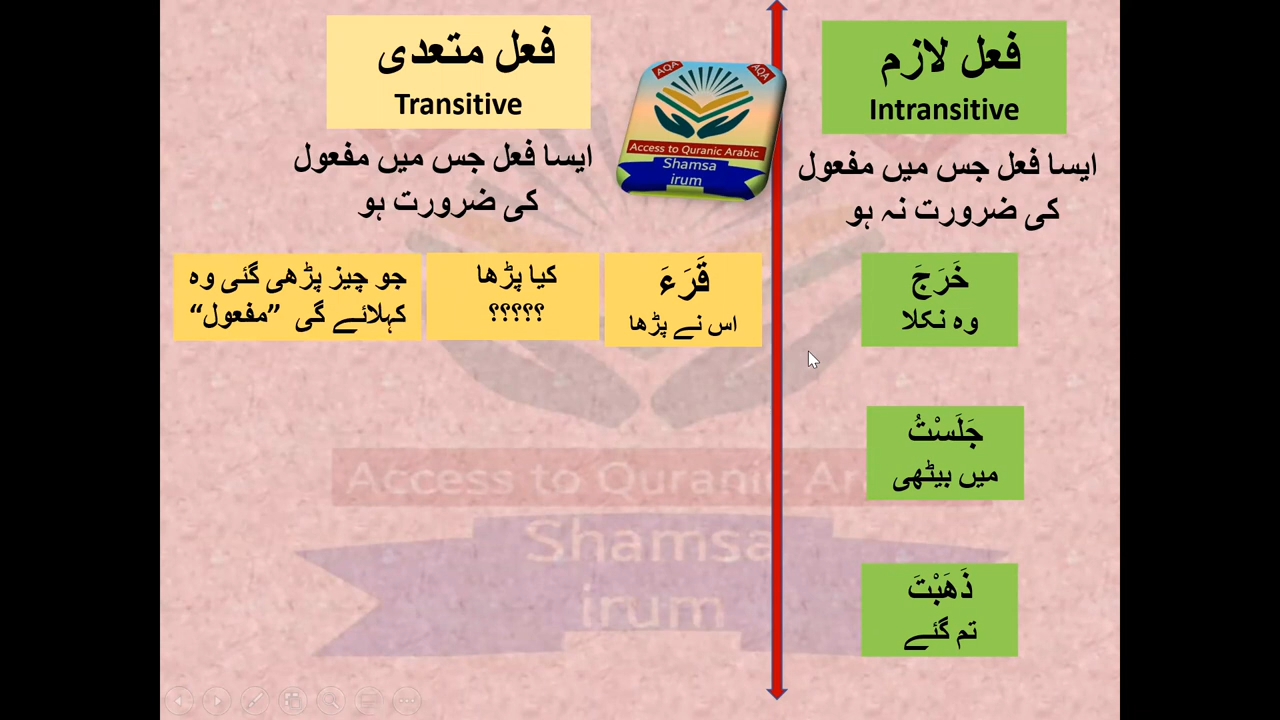 فعل لازم
Intransitive
ایسا فعل جس میں مفعول
کی ضرورت نہ ہو
خَرَجَ
وہ نکلا
جَلَسْتُ
میں بیٹھی
ذَهَبْتَ
تم گئے
AQA
AQA
Access to Quranic Arabic
Shamsa
irum
فعل متعدی
Transitive
ایسا فعل جس میں مفعول
کی ضرورت ہو
قَرَءَ
اس نے پڑھا
کیا پڑھا
؟؟؟؟؟
جو چیز پڑھی گئی وہ
کہلائے گی ”مفعول“
Access to Quranic Ar
Shamsa
irum